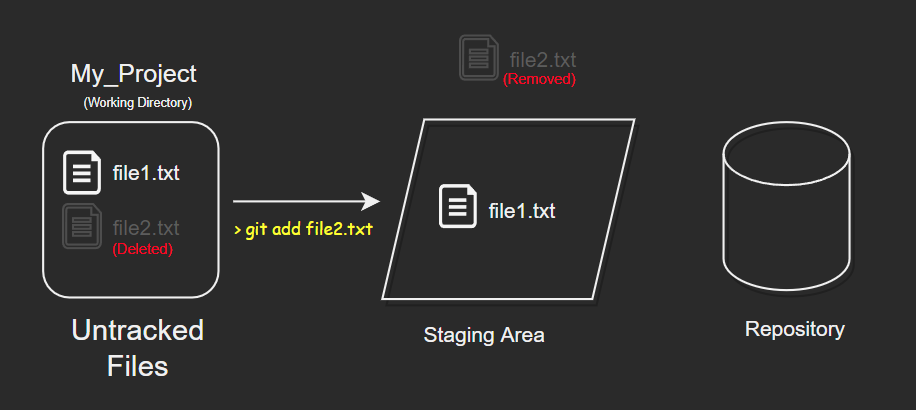 My_Project
(Working Directory)
file1.txt
file2.txt
(Deleted)
Untracked
Files
> git add file2.txt
file2.txt
(Removed)
file1.txt
Staging Area
Repository